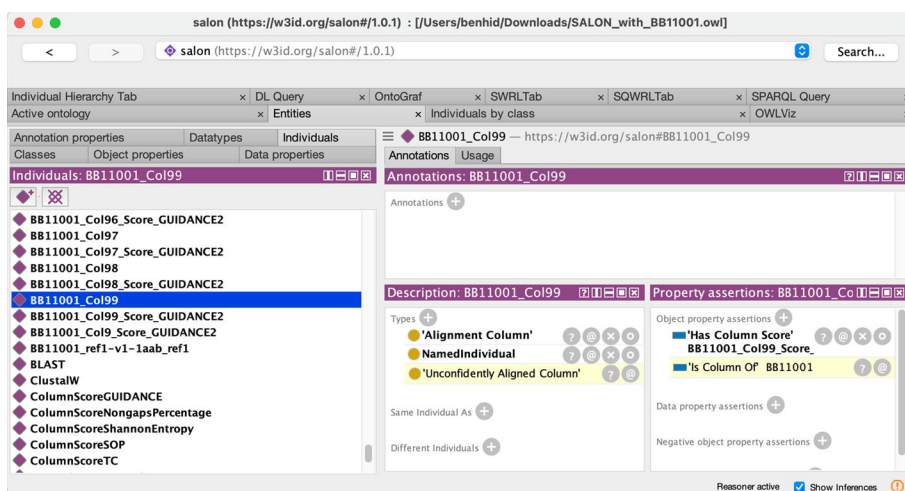 salon (https://w3id.org/salon#/1.0.1) : [/Users/benhid/Downloads/SALON_with_BB11001.owl]
< > salon (https://w3id.org/salon#/1.0.1) Search...
Individual Hierarchy Tab × DL Query × OntoGraf × SWRLTab × SQWRLTab × SPARQL Query
Active ontology × Entities × Individuals by class × OWLViz
Annotation properties Datatypes Individuals
Classes Object properties Data properties
Individuals: BB11001_Col99
BB11001_Col96_Score_GUIDANCE2
BB11001_Col97
BB11001_Col97_Score_GUIDANCE2
BB11001_Col98
BB11001_Col98_Score_GUIDANCE2
BB11001_Col99
BB11001_Col99_Score_GUIDANCE2
BB11001_Col9_Score_GUIDANCE2
BB11001_ref1-v1-1aab_ref1
BLAST
ClustalW
ColumnScoreGUIDANCE
ColumnScoreNongapsPercentage
ColumnScoreShannonEntropy
ColumnScoreSOP
ColumnScoreTC
BB11001_Col99 — https://w3id.org/salon#BB11001_Col99
Annotations Usage
Annotations: BB11001_Col99
Annotations
Description: BB11001_Col99
Types
'Alignment Column'
NamedIndividual
'Unconfidently Aligned Column'
Same Individual As
Different Individuals
Property assertions: BB11001_Co
Object property assertions
'Has Column Score'
BB11001_Col99_Score_
'Is Column Of' BB11001
Data property assertions
Negative object property assertions
Reasoner active Show Inferences